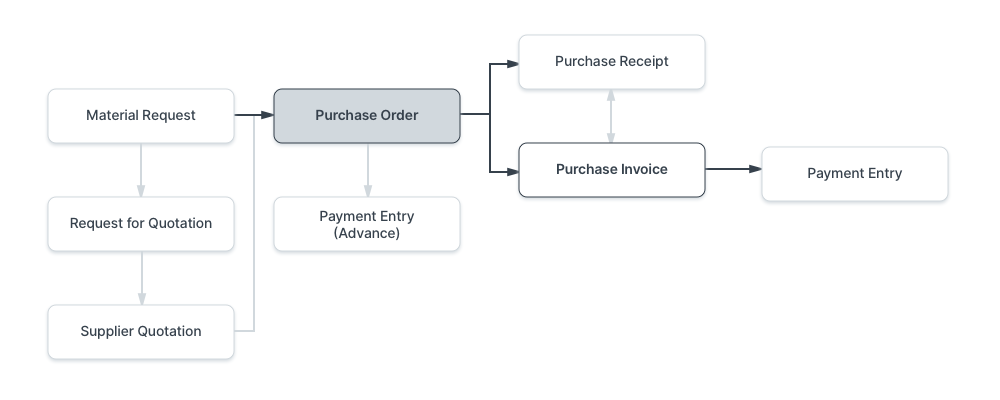 Purchase Receipt
Material Request
Purchase Order
Purchase Invoice
Payment Entry
Request for Quotation
Payment Entry
(Advance)
Supplier Quotation